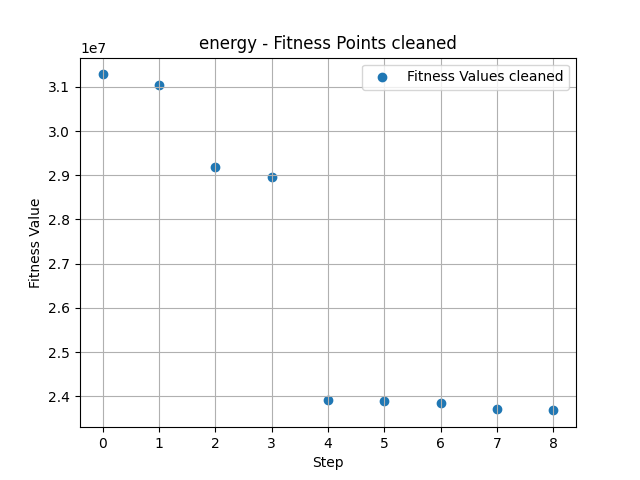 energy - Fitness Points cleaned
1e7
Fitness Values cleaned
3.1
3.0
2.9
2.8
2.7
2.6
2.5
2.4
Fitness Value
0 1 2 3 4 5 6 7 8
Step